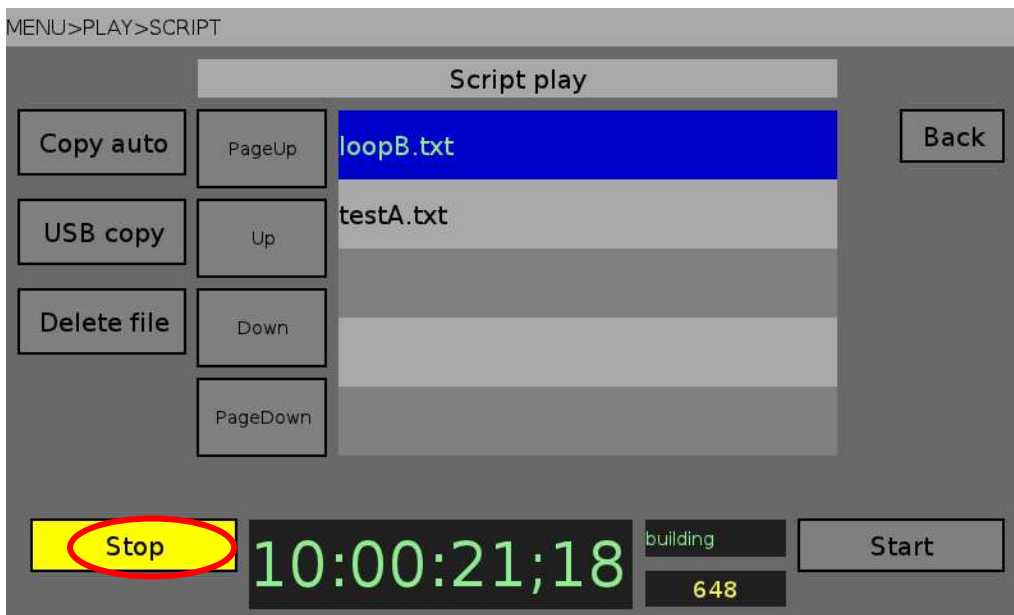 MENU>PLAY>SCRIPT
Script play
Copy auto
PageUp
loopB.txt
Back
testA.txt
USB copy
Up
Delete file
Down
PageDown
Stop
10:00:21;18
building
648
Start